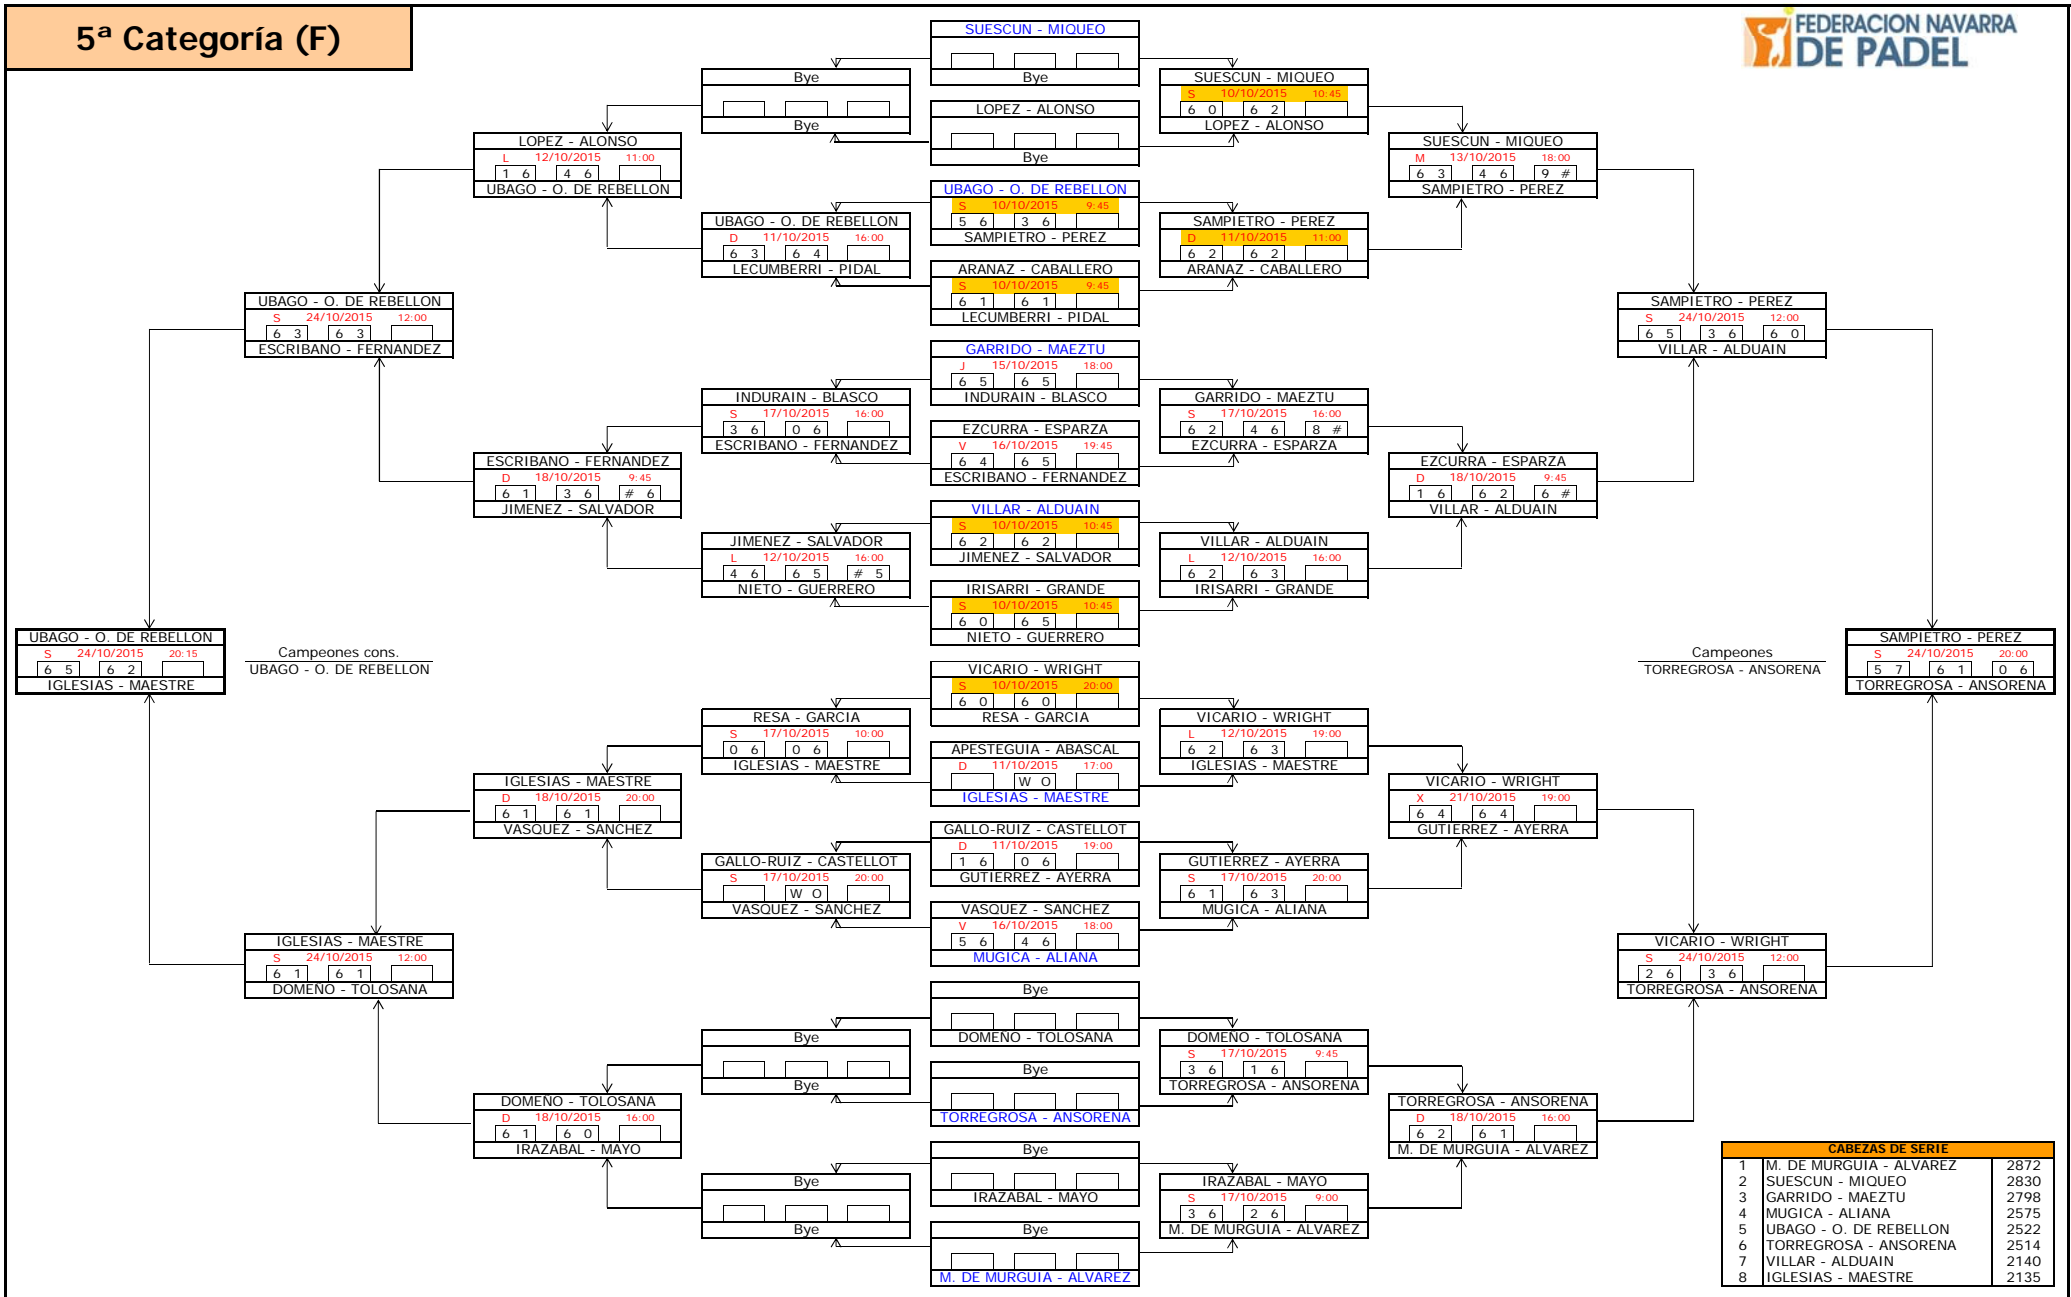 5ª Categoría (F)
FEDERACION NAVARRA
DE PADEL
UBAGO - O. DE REBELLON
S 24/10/2015 20:15
6 5 6 2
IGLESIAS - MAESTRE
Campeones cons.
UBAGO - O. DE REBELLON
UBAGO - O. DE REBELLON
S 24/10/2015 12:00
6 3 6 3
ESCRIBANO - FERNANDEZ
IGLESIAS - MAESTRE
S 24/10/2015 12:00
6 1 6 1
DOMEÑO - TOLOSANA
LOPEZ - ALONSO
L 12/10/2015 11:00
1 6 4 6
UBAGO - O. DE REBELLON
ESCRIBANO - FERNANDEZ
D 18/10/2015 9:45
6 1 3 6 # 6
JIMENEZ - SALVADOR
IGLESIAS - MAESTRE
D 18/10/2015 20:00
6 1 6 1
VASQUEZ - SANCHEZ
DOMEÑO - TOLOSANA
D 18/10/2015 16:00
6 1 6 0
IRAZABAL - MAYO
Bye
Bye
UBAGO - O. DE REBELLON
D 11/10/2015 16:00
6 3 6 4
LECUMBERRI - PIDAL
INDURAIN - BLASCO
S 17/10/2015 16:00
3 6 0 6
ESCRIBANO - FERNANDEZ
JIMENEZ - SALVADOR
L 12/10/2015 16:00
4 6 6 5 # 5
NIETO - GUERRERO
RESA - GARCIA
S 17/10/2015 10:00
0 6 0 6
IGLESIAS - MAESTRE
GALLO-RUIZ - CASTELLOT
S 17/10/2015 20:00
W O
VASQUEZ - SANCHEZ
Bye
Bye
Bye
Bye
SUESCUN - MIQUEO
Bye
LOPEZ - ALONSO
Bye
UBAGO - O. DE REBELLON
S 10/10/2015 9:45
5 6 3 6
SAMPIETRO - PEREZ
ARANAZ - CABALLERO
S 10/10/2015 9:45
6 1 6 1
LECUMBERRI - PIDAL
GARRIDO - MAEZTU
J 15/10/2015 18:00
6 5 6 5
INDURAIN - BLASCO
EZCURRA - ESPARZA
V 16/10/2015 19:45
6 4 6 5
ESCRIBANO - FERNANDEZ
VILLAR - ALDUAIN
S 10/10/2015 10:45
6 2 6 2
JIMENEZ - SALVADOR
IRISARRI - GRANDE
S 10/10/2015 10:45
6 0 6 5
NIETO - GUERRERO
VICARIO - WRIGHT
S 10/10/2015 20:00
6 0 6 0
RESA - GARCIA
APESTEGUIA - ABASCAL
D 11/10/2015 17:00
W O
IGLESIAS - MAESTRE
GALLO-RUIZ - CASTELLOT
D 11/10/2015 19:00
1 6 0 6
GUTIERREZ - AYERRA
VASQUEZ - SANCHEZ
V 16/10/2015 18:00
5 6 4 6
MUGICA - ALIANA
Bye
DOMEÑO - TOLOSANA
Bye
TORREGROSA - ANSORENA
Bye
IRAZABAL - MAYO
Bye
M. DE MURGUIA - ALVAREZ
SUESCUN - MIQUEO
S 10/10/2015 10:45
6 0 6 2
LOPEZ - ALONSO
SAMPIETRO - PEREZ
D 11/10/2015 11:00
6 2 6 2
ARANAZ - CABALLERO
GARRIDO - MAEZTU
S 17/10/2015 16:00
6 2 4 6 8 #
EZCURRA - ESPARZA
VILLAR - ALDUAIN
L 12/10/2015 16:00
6 2 6 3
IRISARRI - GRANDE
VICARIO - WRIGHT
L 12/10/2015 19:00
6 2 6 3
IGLESIAS - MAESTRE
GUTIERREZ - AYERRA
S 17/10/2015 20:00
6 1 6 3
MUGICA - ALIANA
DOMEÑO - TOLOSANA
S 17/10/2015 9:45
3 6 1 6
TORREGROSA - ANSORENA
IRAZABAL - MAYO
S 17/10/2015 9:00
3 6 2 6
M. DE MURGUIA - ALVAREZ
SUESCUN - MIQUEO
M 13/10/2015 18:00
6 3 4 6 9 #
SAMPIETRO - PEREZ
EZCURRA - ESPARZA
D 18/10/2015 9:45
1 6 6 2 6 #
VILLAR - ALDUAIN
VICARIO - WRIGHT
X 21/10/2015 19:00
6 4 6 4
GUTIERREZ - AYERRA
TORREGROSA - ANSORENA
D 18/10/2015 16:00
6 2 6 1
M. DE MURGUIA - ALVAREZ
SAMPIETRO - PEREZ
S 24/10/2015 12:00
6 5 3 6 6 0
VILLAR - ALDUAIN
VICARIO - WRIGHT
S 24/10/2015 12:00
2 6 3 6
TORREGROSA - ANSORENA
Campeones
TORREGROSA - ANSORENA
SAMPIETRO - PEREZ
S 24/10/2015 20:00
5 7 6 1 0 6
TORREGROSA - ANSORENA
CABEZAS DE SERIE
1 M. DE MURGUIA - ALVAREZ 2872
2 SUESCUN - MIQUEO 2830
3 GARRIDO - MAEZTU 2798
4 MUGICA - ALIANA 2575
5 UBAGO - O. DE REBELLON 2522
6 TORREGROSA - ANSORENA 2514
7 VILLAR - ALDUAIN 2140
8 IGLESIAS - MAESTRE 2135